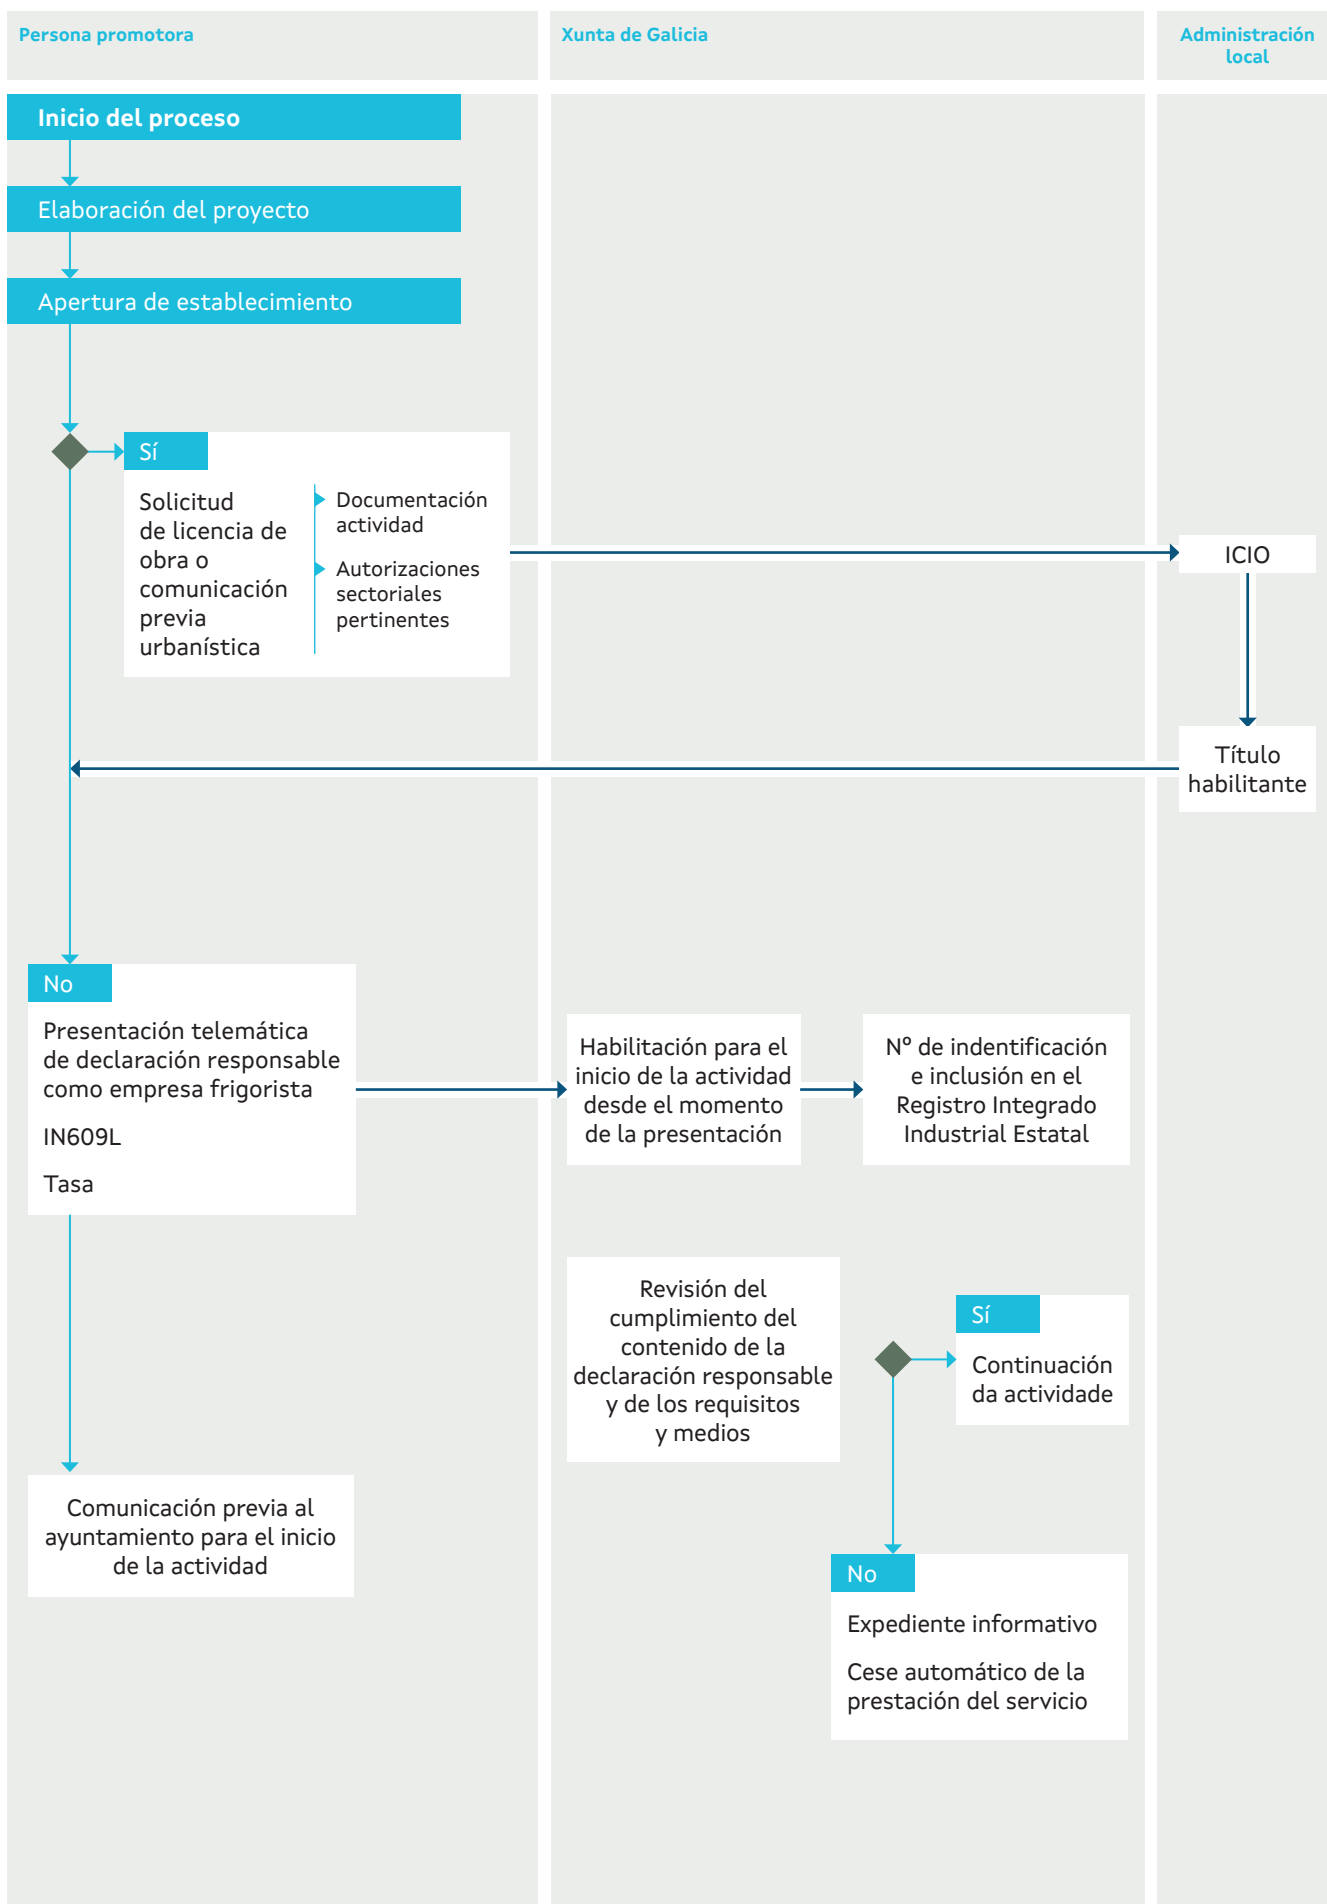 Persona promotora
Xunta de Galicia
Administración
local
Inicio del proceso
Elaboración del proyecto
Apertura de establecimiento
Sí
Solicitud
de licencia de
obra o
comunicación
previa
urbanística
Documentación
actividad
Autorizaciones
sectoriales
pertinentes
ICIO
Título
habilitante
No
Presentación telemática
de declaración responsable
como empresa frigorista
IN609L
Tasa
Habilitación para el
inicio de la actividad
desde el momento
de la presentación
Nº de indentificación
e inclusión en el
Registro Integrado
Industrial Estatal
Revisión del
cumplimiento del
contenido de la
declaración responsable
y de los requisitos
y medios
Sí
Continuación
da actividade
Comunicación previa al
ayuntamiento para el inicio
de la actividad
No
Expediente informativo
Cese automático de la
prestación del servicio